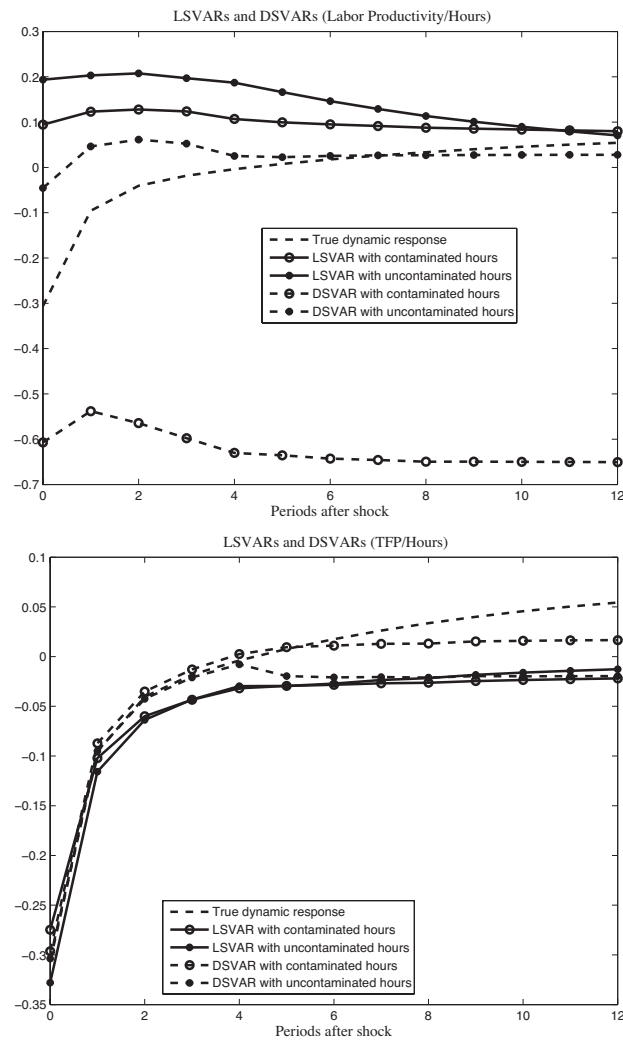 LSVARs and DSVARs (Labor Productivity/Hours)
0.3
0.2
0.1
0
−0.1
−0.2
−0.3
−0.4
−0.5
−0.6
−0.7
True dynamic response
LSVAR with contaminated hours
LSVAR with uncontaminated hours
DSVAR with contaminated hours
DSVAR with uncontaminated hours
0 2 4 6 8 10 12
Periods after shock
LSVARs and DSVARs (TFP/Hours)
0.1
0.05
0
−0.05
−0.1
−0.15
−0.2
−0.25
−0.3
−0.35
True dynamic response
LSVAR with contaminated hours
LSVAR with uncontaminated hours
DSVAR with contaminated hours
DSVAR with uncontaminated hours
0 2 4 6 8 10 12
Periods after shock